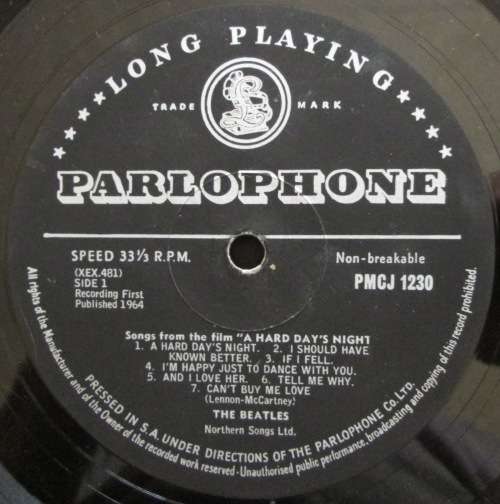 ★★★★★LONG PLAYING★★★★★
TRADE MARK
PARLOPHONE
SPEED 33⅓ R.P.M.
Non-breakable
(XEX.481)
SIDE 1
PMCJ 1230
Recording First
Published 1964
Songs from the film "A HARD DAY'S NIGHT
1. A HARD DAY'S NIGHT. 2. I SHOULD HAVE
KNOWN BETTER. 3. IF I FELL.
4. I'M HAPPY JUST TO DANCE WITH YOU.
5. AND I LOVE HER. 6. TELL ME WHY.
7. CAN'T BUY ME LOVE
(Lennon-McCartney)
THE BEATLES
Northern Songs Ltd.
PRESSED IN S.A. UNDER DIRECTIONS OF THE PARLOPHONE Co. LTD.
All rights of the Manufacturer and of the Owner of the recorded work reserved-Unauthorised public performance, broadcasting and copying of this record prohibited.